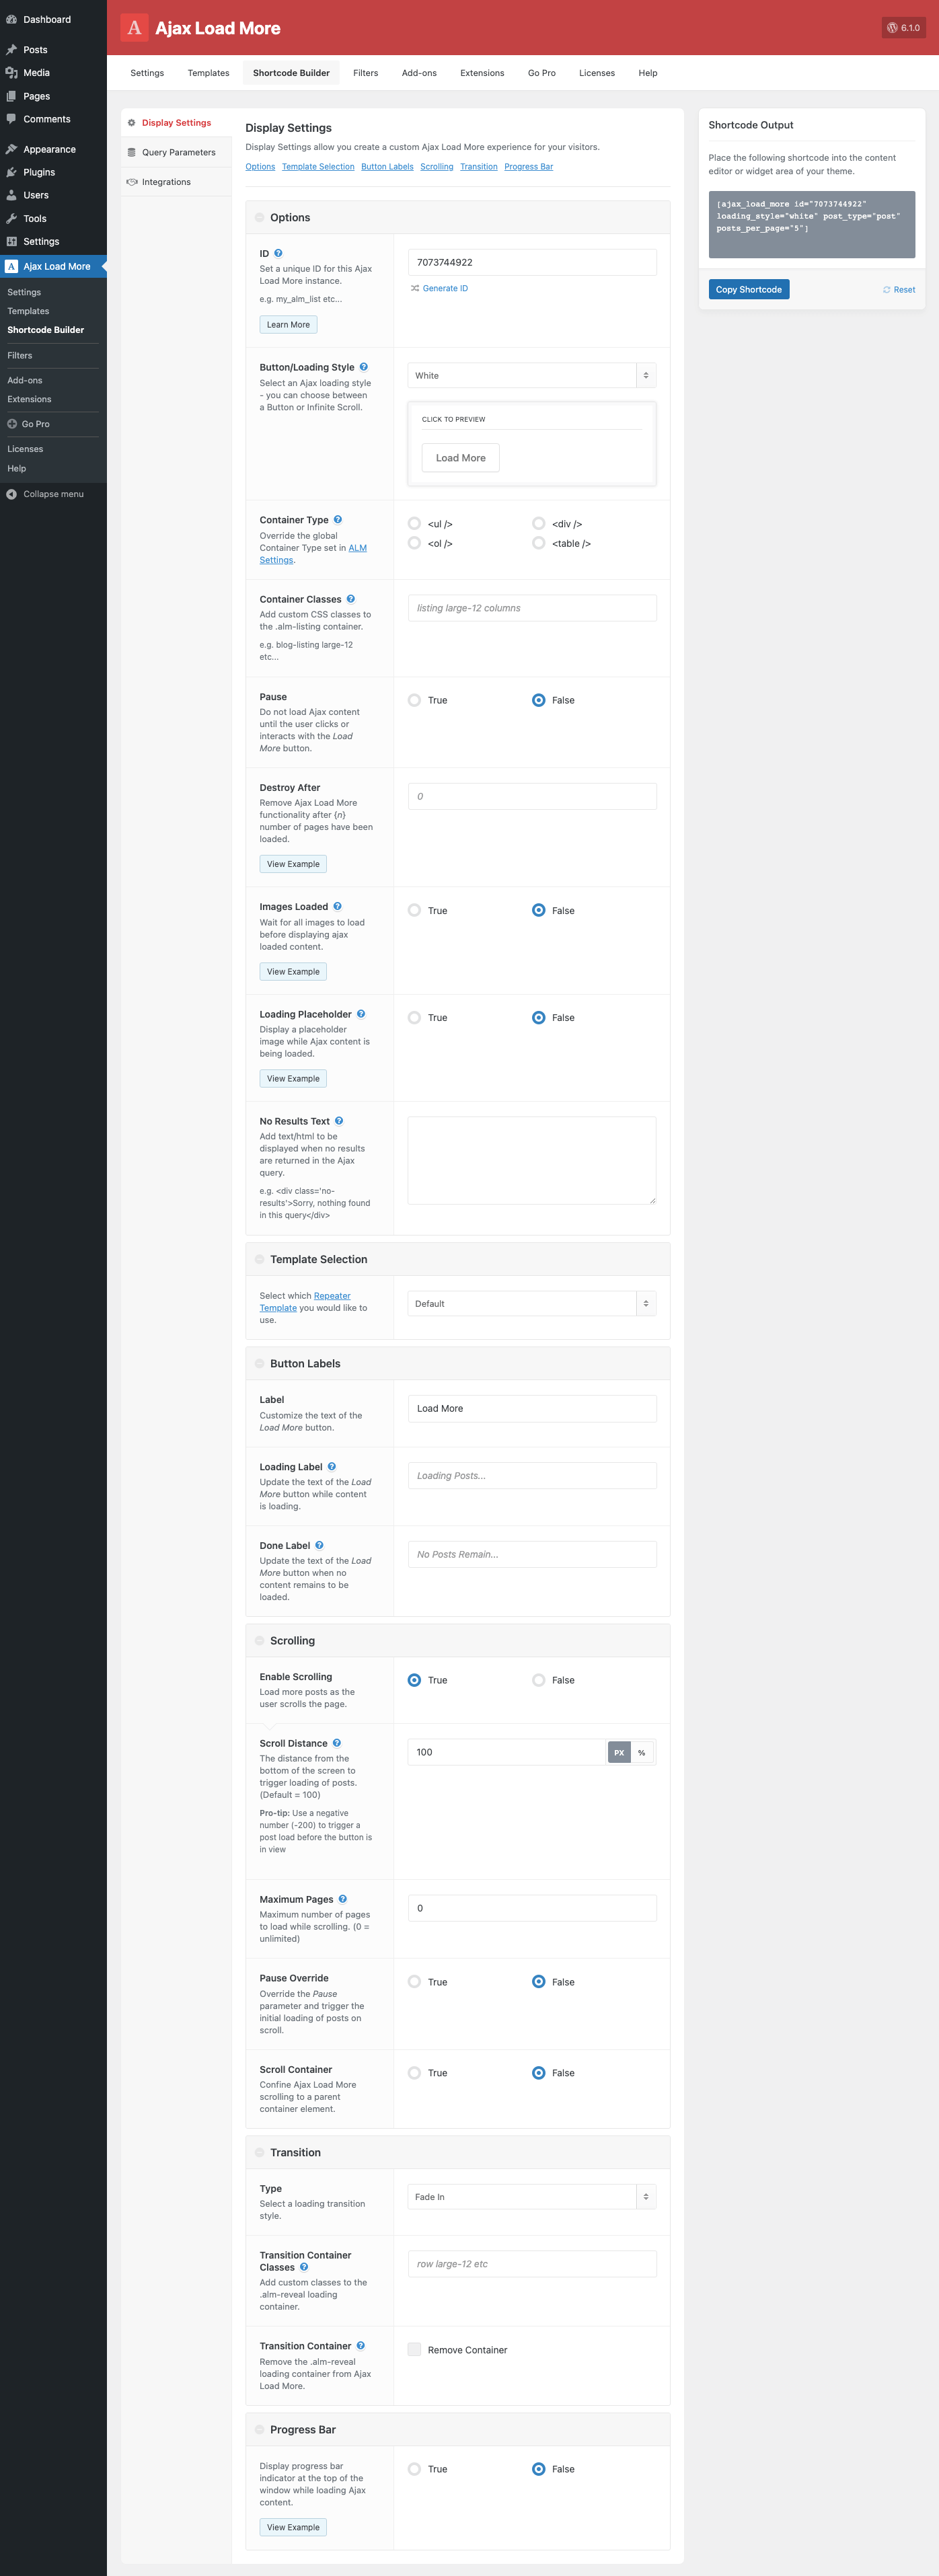 Dashboard
Posts
Media
Pages
Comments
Appearance
Plugins
Users
Tools
Settings
A Ajax Load More
Settings
Templates
Shortcode Builder
Filters
Add-ons
Extensions
Go Pro
Licenses
Help
Collapse menu
A Ajax Load More
6.1.0
Settings Templates Shortcode Builder Filters Add-ons Extensions Go Pro Licenses Help
Display Settings
Query Parameters
Integrations
Display Settings
Display Settings allow you create a custom Ajax Load More experience for your visitors.
Options Template Selection Button Labels Scrolling Transition Progress Bar
Options
ID
Set a unique ID for this Ajax
Load More instance.
e.g. my_alm_list etc...
Learn More
7073744922
Generate ID
Button/Loading Style
Select an Ajax loading style
- you can choose between
a Button or Infinite Scroll.
White
CLICK TO PREVIEW
Load More
Container Type
Override the global
Container Type set in ALM
Settings.
<ul /> <div />
<ol /> <table />
Container Classes
Add custom CSS classes to
the .alm-listing container.
e.g. blog-listing large-12
etc...
listing large-12 columns
Pause
Do not load Ajax content
until the user clicks or
interacts with the Load
More button.
True False
Destroy After
Remove Ajax Load More
functionality after {n}
number of pages have been
loaded.
View Example
0
Images Loaded
Wait for all images to load
before displaying ajax
loaded content.
View Example
True False
Loading Placeholder
Display a placeholder
image while Ajax content is
being loaded.
View Example
True False
No Results Text
Add text/html to be
displayed when no results
are returned in the Ajax
query.
e.g. <div class='no-
results'>Sorry, nothing found
in this query</div>
Template Selection
Select which Repeater
Template you would like to
use.
Default
Button Labels
Label
Customize the text of the
Load More button.
Load More
Loading Label
Update the text of the Load
More button while content
is loading.
Loading Posts...
Done Label
Update the text of the Load
More button when no
content remains to be
loaded.
No Posts Remain...
Scrolling
Enable Scrolling
Load more posts as the
user scrolls the page.
True False
Scroll Distance
The distance from the
bottom of the screen to
trigger loading of posts.
(Default = 100)
Pro-tip: Use a negative
number (-200) to trigger a
post load before the button is
in view
100 PX %
Maximum Pages
Maximum number of pages
to load while scrolling. (0 =
unlimited)
0
Pause Override
Override the Pause
parameter and trigger the
initial loading of posts on
scroll.
True False
Scroll Container
Confine Ajax Load More
scrolling to a parent
container element.
True False
Transition
Type
Select a loading transition
style.
Fade In
Transition Container
Classes
Add custom classes to the
.alm-reveal loading
container.
row large-12 etc
Transition Container
Remove the .alm-reveal
loading container from Ajax
Load More.
Remove Container
Progress Bar
Display progress bar
indicator at the top of the
window while loading Ajax
content.
View Example
True False
Shortcode Output
Place the following shortcode into the content
editor or widget area of your theme.
[ajax_load_more id="7073744922"
loading_style="white" post_type="post"
posts_per_page="5"]
Copy Shortcode
Reset